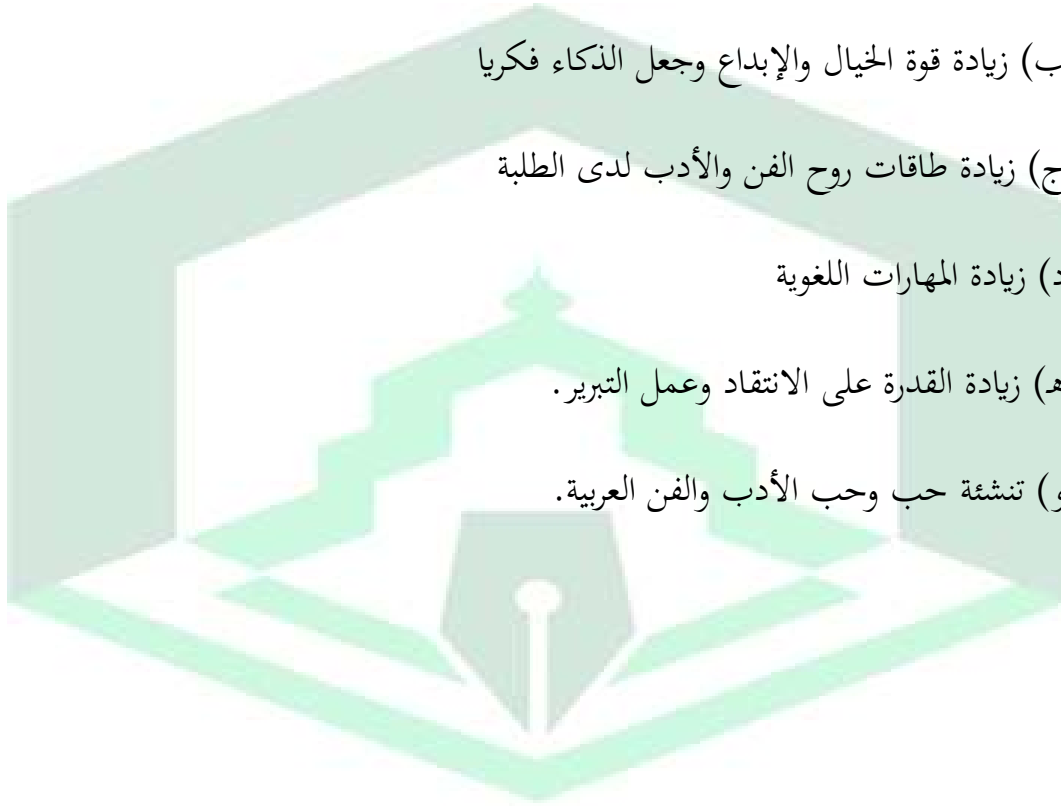 ب) زيادة قوة الخيال والإبداع وجعل الذكاء فكريا
ج) زيادة طاقات روح الفن والأدب لدى الطلبة
د) زيادة المهارات اللغوية
هـ) زيادة القدرة على الانتقاد وعمل التبرير.
و) تنشئة حب وحب الأدب والفن العربية.